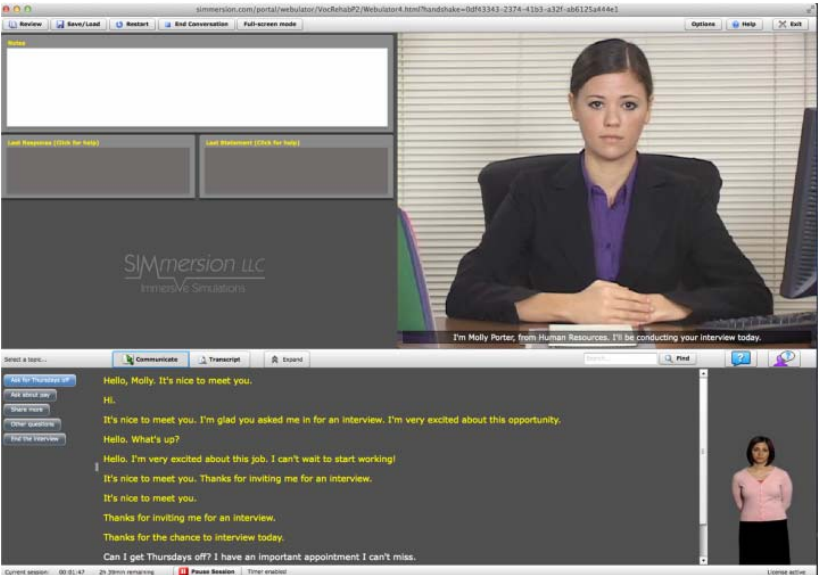 simmersion.com/portal/webulator/VocRehabP2/Webulator4.html?handshake=0df43343-2374-41b3-a32f-ab6125a444e1
Review Save/Load Restart End Conversation Full-screen mode Options Help Exit
Notes
Last Response (Click for help) Last Statement (Click for help)
SIMmersion LLC
Immersive Simulations
I'm Molly Porter, from Human Resources. I'll be conducting your interview today.
Select a topic... Communicate Transcript Expand Search... Find
Ask for Thursdays off
Ask about pay
Share more
Other questions
End the interview
Hello, Molly. It's nice to meet you.
Hi.
It's nice to meet you. I'm glad you asked me in for an interview. I'm very excited about this opportunity.
Hello. What's up?
Hello. I'm very excited about this job. I can't wait to start working!
It's nice to meet you. Thanks for inviting me for an interview.
It's nice to meet you.
Thanks for inviting me for an interview.
Thanks for the chance to interview today.
Can I get Thursdays off? I have an important appointment I can't miss.
Current session: 00:01:47 2h 39min remaining Pause Session Timer enabled License active